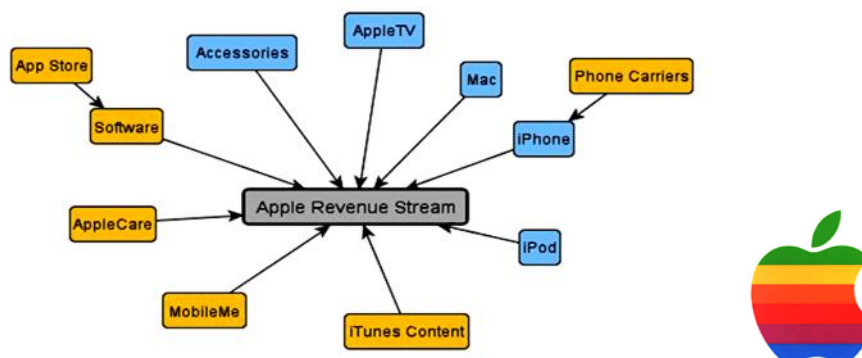 AppleTV
Accessories
App Store
Mac
Phone Carriers
Software
iPhone
Apple Revenue Stream
AppleCare
iPod
MobileMe
iTunes Content